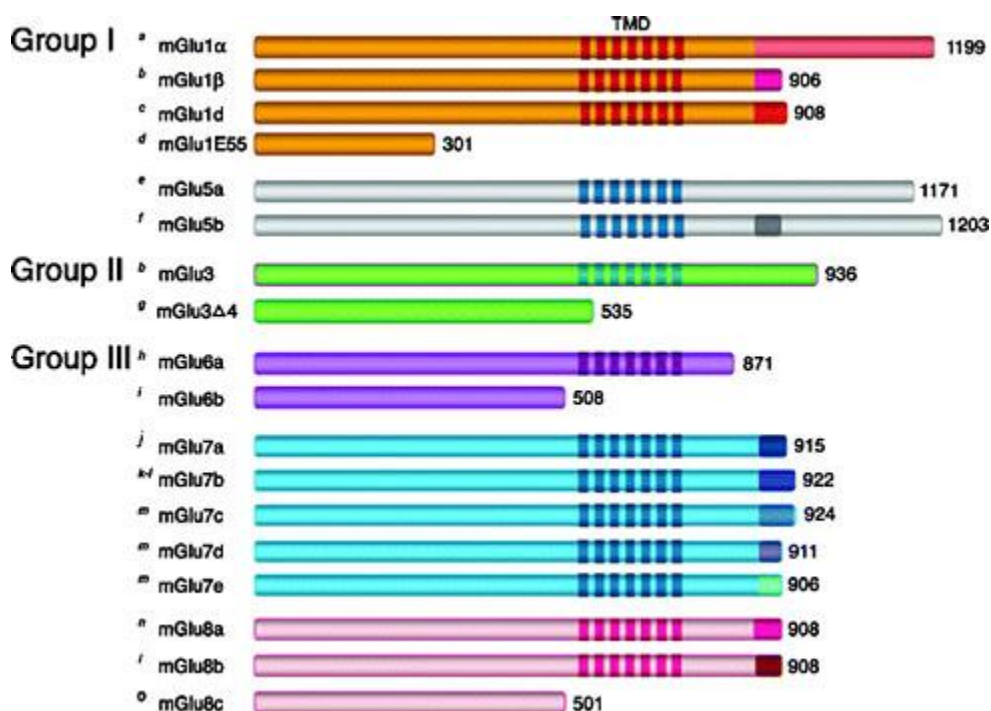 TMD
Group I a mGlu1α 1199
b mGlu1β 906
c mGlu1d 908
d mGlu1E55 301
e mGlu5a 1171
f mGlu5b 1203
Group II b mGlu3 936
g mGlu3Δ4 535
Group III h mGlu6a 871
i mGlu6b 508
j mGlu7a 915
k-l mGlu7b 922
m mGlu7c 924
m mGlu7d 911
m mGlu7e 906
n mGlu8a 908
l mGlu8b 908
o mGlu8c 501